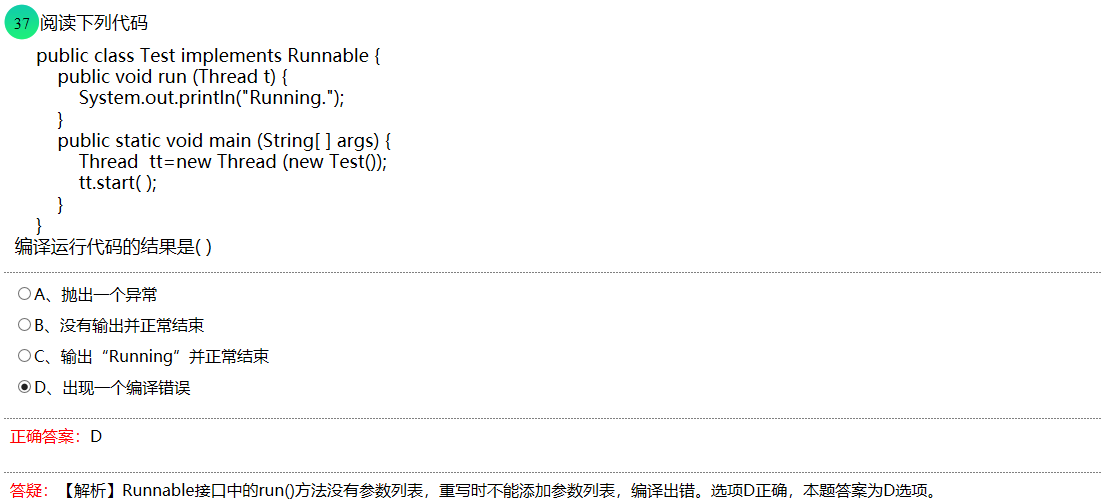 37 阅读下列代码
public class Test implements Runnable {
public void run (Thread t) {
System.out.println("Running.");
}
public static void main (String[ ] args) {
Thread  tt=new Thread (new Test());
tt.start( );
}
}
编译运行代码的结果是( )
A、抛出一个异常
B、没有输出并正常结束
C、输出“Running”并正常结束
D、出现一个编译错误
正确答案：D
答疑：【解析】Runnable接口中的run()方法没有参数列表，重写时不能添加参数列表，编译出错。选项D正确，本题答案为D选项。